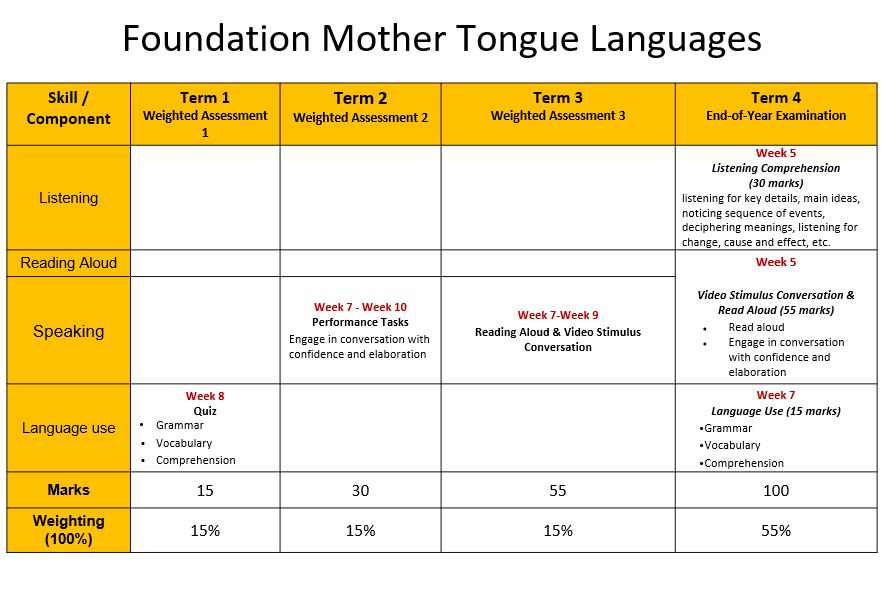 Foundation Mother Tongue Languages
Skill /
Component
Term 1
Weighted Assessment
1
Term 2
Weighted Assessment 2
Term 3
Weighted Assessment 3
Term 4
End-of-Year Examination
Listening
Week 5
Listening Comprehension
(30 marks)
listening for key details, main ideas,
noticing sequence of events,
deciphering meanings, listening for
change, cause and effect, etc.
Reading Aloud
Speaking
Week 7 - Week 10
Performance Tasks
Engage in conversation with
confidence and elaboration
Week 7-Week 9
Reading Aloud & Video Stimulus
Conversation
Week 5
Video Stimulus Conversation &
Read Aloud (55 marks)
• Read aloud
• Engage in conversation
with confidence and
elaboration
Language use
Week 8
Quiz
• Grammar
• Vocabulary
• Comprehension
Week 7
Language Use (15 marks)
•Grammar
•Vocabulary
•Comprehension
Marks
15
30
55
100
Weighting
(100%)
15%
15%
15%
55%